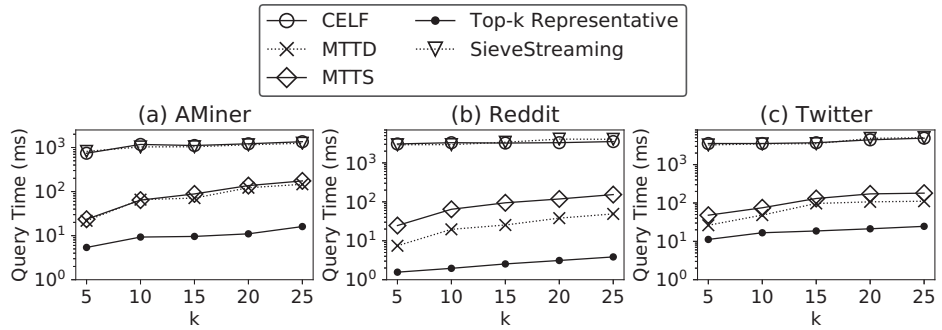 CELF
MTTD
MTTS
Top-k Representative
SieveStreaming
(a) AMiner
Query Time (ms)
10^3
10^2
10^1
10^0
5 10 15 20 25
k
(b) Reddit
Query Time (ms)
10^3
10^2
10^1
10^0
5 10 15 20 25
k
(c) Twitter
Query Time (ms)
10^3
10^2
10^1
10^0
5 10 15 20 25
k